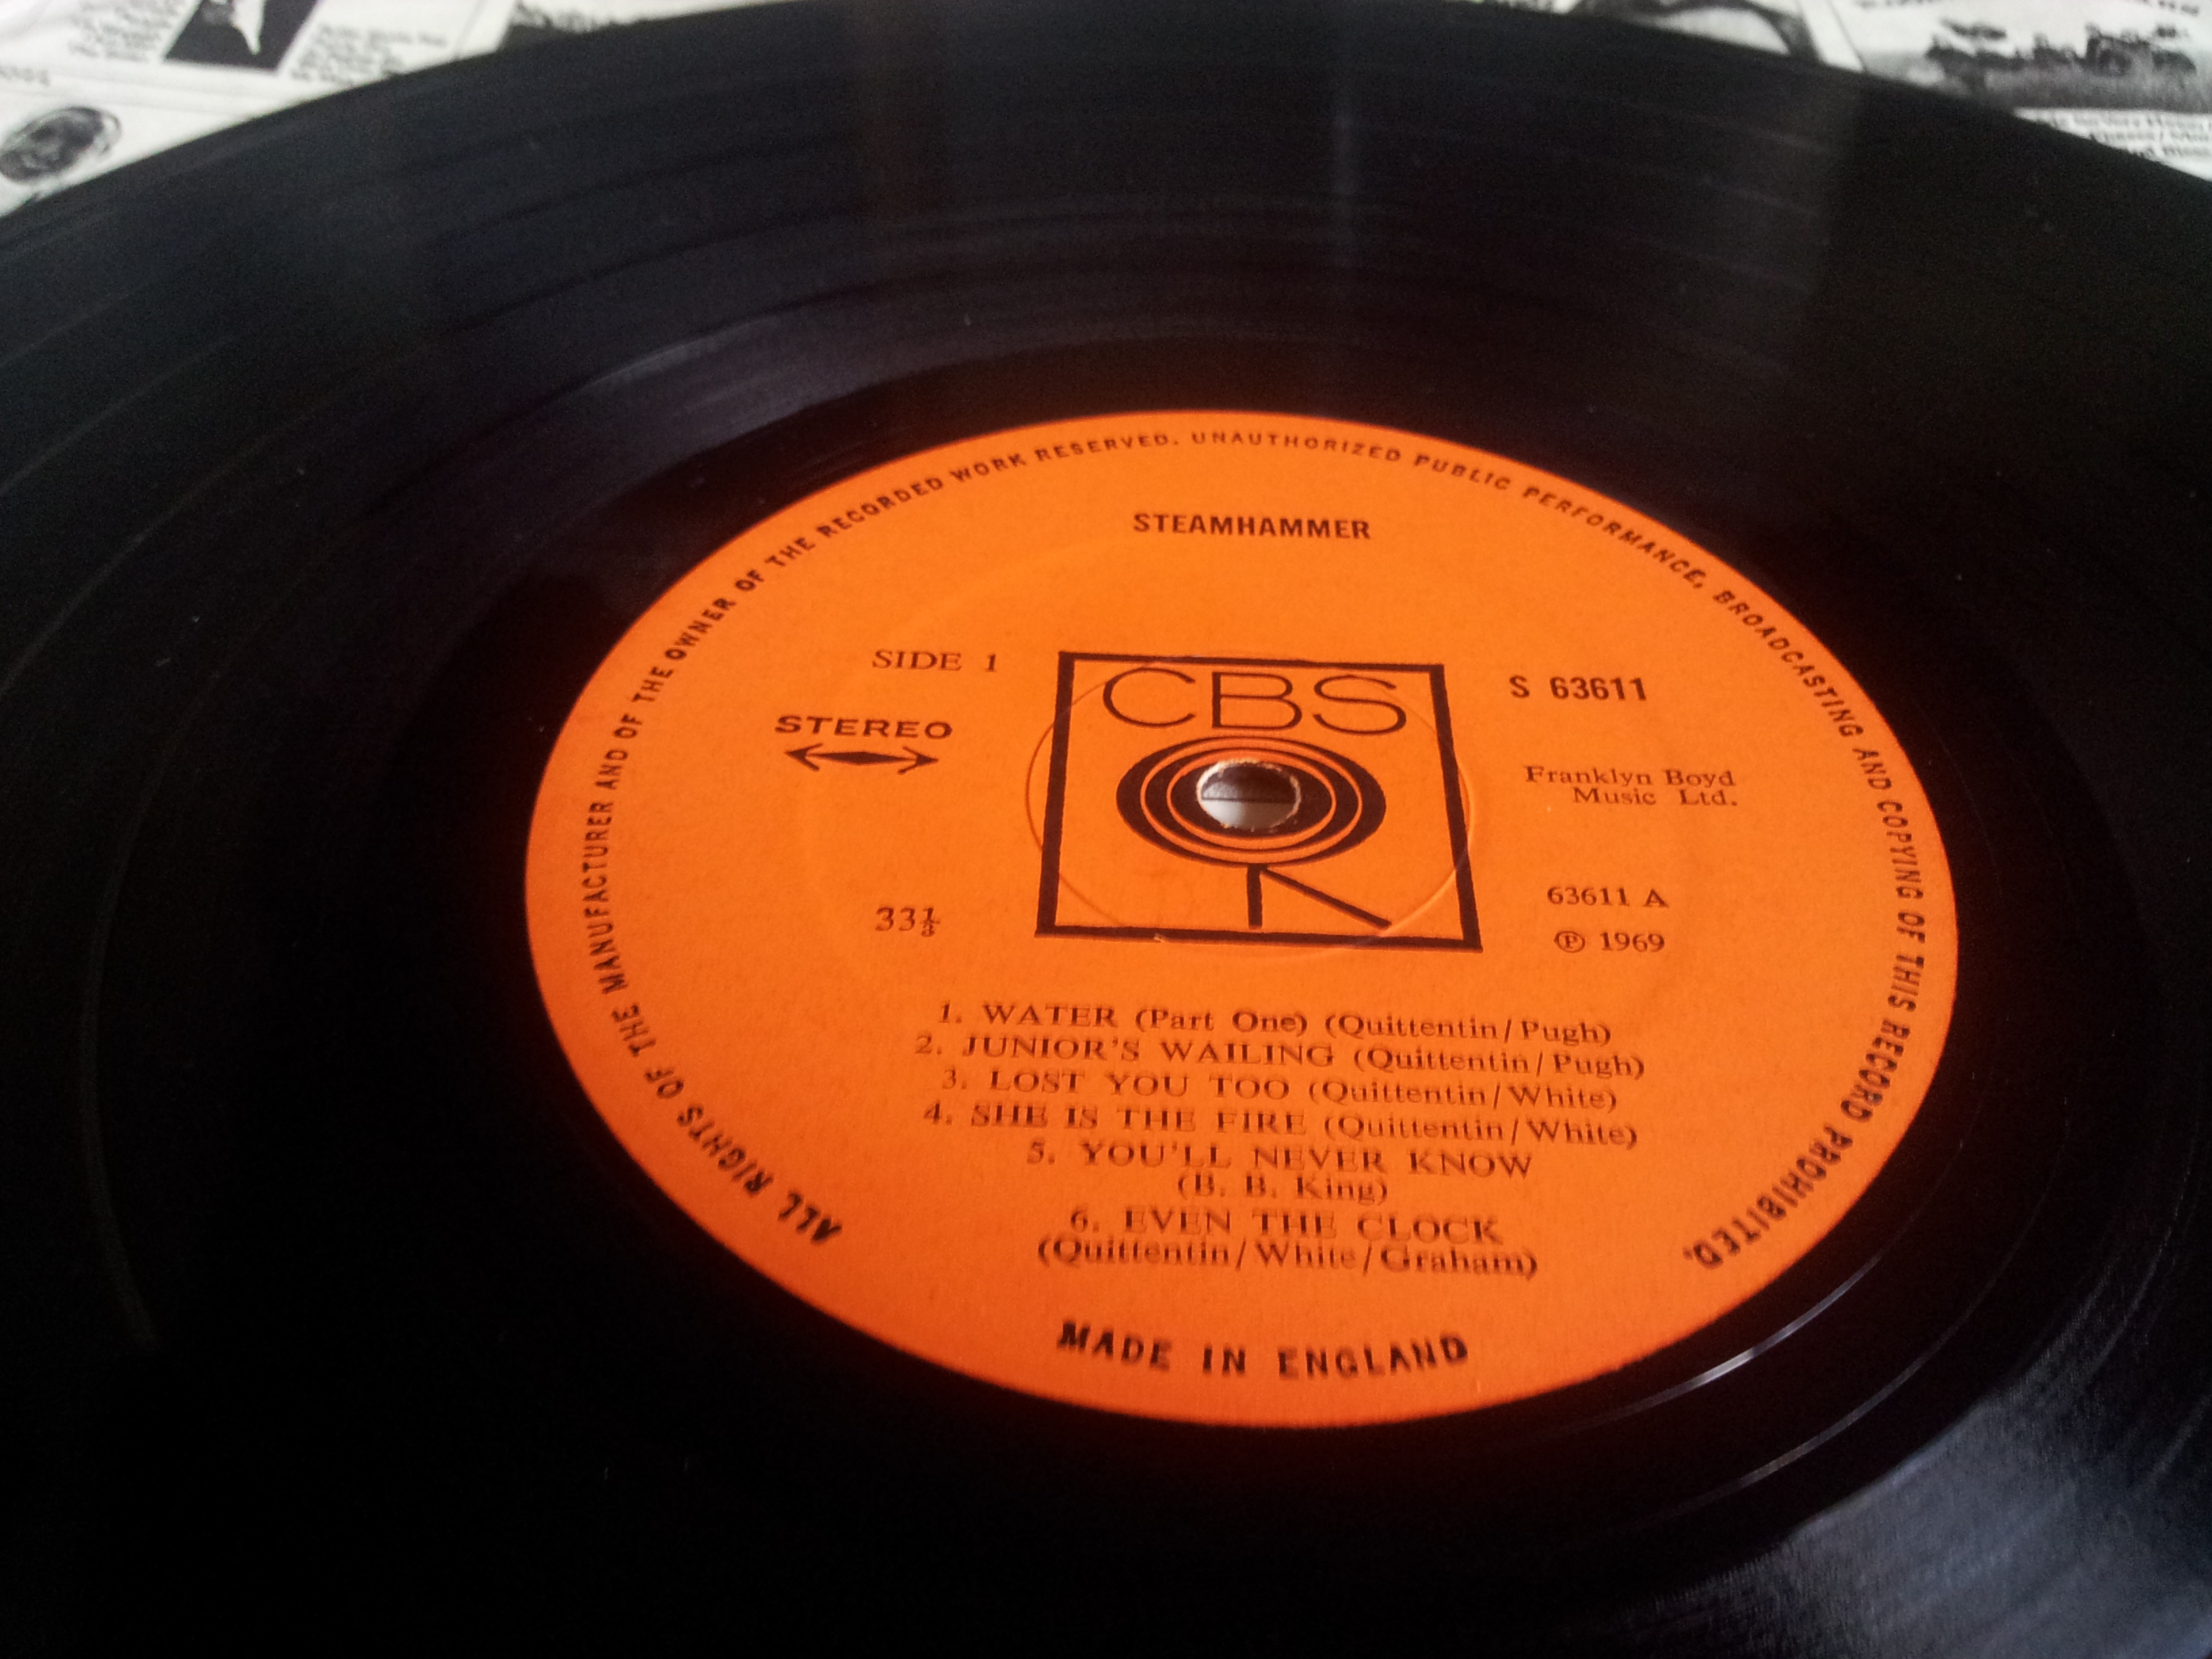 ALL RIGHTS OF THE MANUFACTURER AND OF THE OWNER OF THE RECORDED WORK RESERVED. UNAUTHORIZED PUBLIC PERFORMANCE, BROADCASTING AND COPYING OF THIS RECORD PROHIBITED.
STEAMHAMMER
SIDE 1
STEREO
33⅓
CBS
S 63611
Franklyn Boyd
Music Ltd.
63611 A
℗ 1969
1. WATER (Part One) (Quittentin/Pugh)
2. JUNIOR'S WAILING (Quittentin/Pugh)
3. LOST YOU TOO (Quittentin/White)
4. SHE IS THE FIRE (Quittentin/White)
5. YOU'LL NEVER KNOW
(B. B. King)
6. EVEN THE CLOCK
(Quittentin/White/Graham)
MADE IN ENGLAND